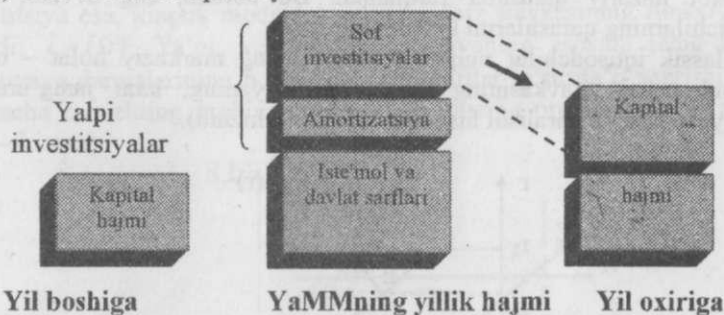 Sof
investitsiyalar
Yalpi
investitsiyalar
Amortizatsiya
Iste'mol va
davlat sarflari
Kapital
hajmi
Kapital
hajmi
Yil boshiga
YaMMning yillik hajmi
Yil oxiriga